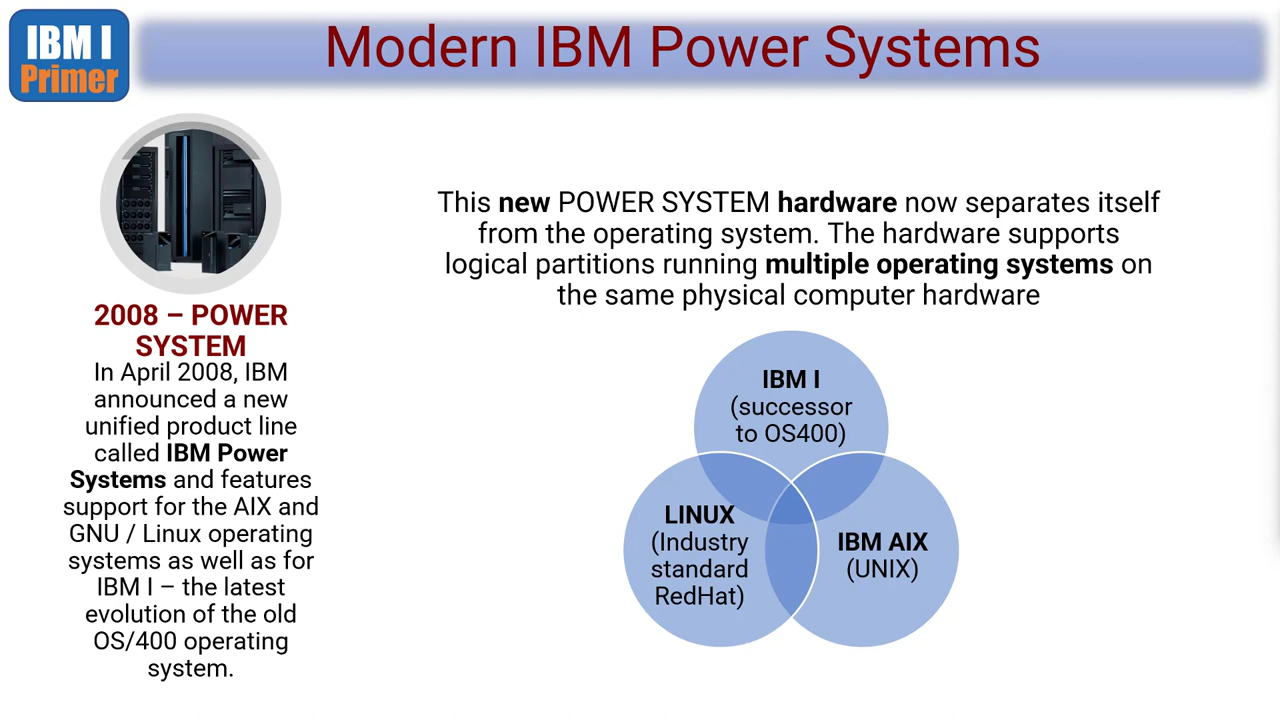 IBM I
Primer
Modern IBM Power Systems
2008 – POWER
SYSTEM
In April 2008, IBM
announced a new
unified product line
called IBM Power
Systems and features
support for the AIX and
GNU / Linux operating
systems as well as for
IBM I – the latest
evolution of the old
OS/400 operating
system.
This new POWER SYSTEM hardware now separates itself
from the operating system. The hardware supports
logical partitions running multiple operating systems on
the same physical computer hardware
IBM I
(successor
to OS400)
LINUX
(Industry
standard
RedHat)
IBM AIX
(UNIX)